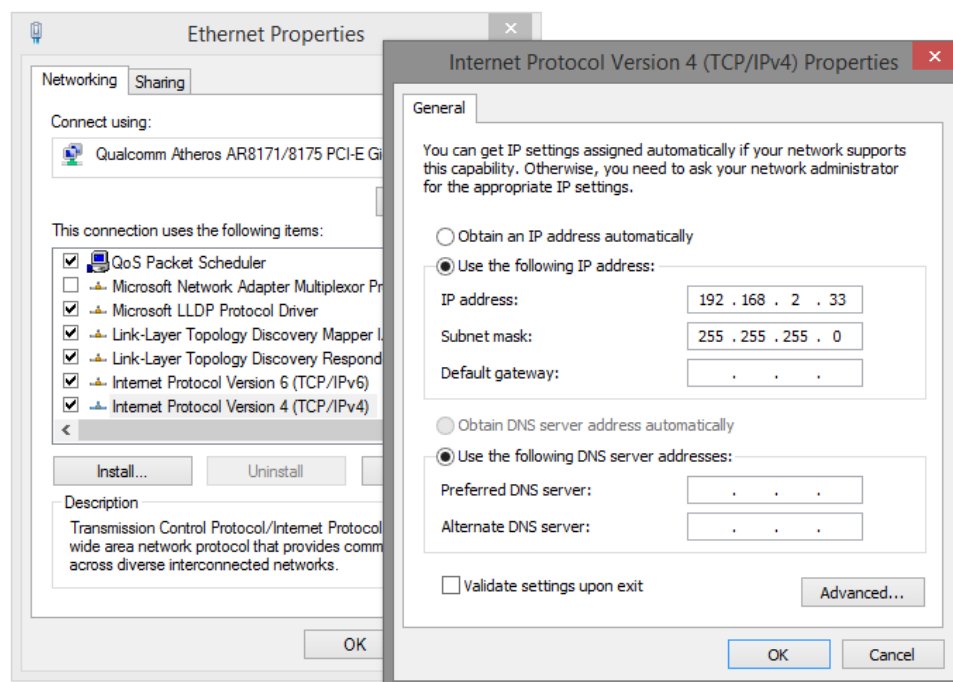 Ethernet Properties
Networking
Sharing
Connect using:
Qualcomm Atheros AR8171/8175 PCI-E
This connection uses the following items:
QoS Packet Scheduler
Microsoft Network Adapter Multiplexor
Microsoft LLDP Protocol Driver
Link-Layer Topology Discovery Mapper
Link-Layer Topology Discovery
Internet Protocol Version 6 (TCP/IPv6)
Internet Protocol Version 4 (TCP/IPv4)
Install...
Uninstall
Description
Transmission Control Protocol/Internet Protocol
wide area network protocol that provides
across diverse interconnected networks.
OK
Internet Protocol Version 4 (TCP/IPv4) Properties
General
You can get IP settings assigned automatically if your network supports
this capability. Otherwise, you need to ask your network administrator
for the appropriate IP settings.
Obtain an IP address automatically
Use the following IP address:
IP address:
192 . 168 . 2 . 33
Subnet mask:
255 . 255 . 255 . 0
Default gateway:
. . .
Obtain DNS server address automatically
Use the following DNS server addresses:
Preferred DNS server:
. . .
Alternate DNS server:
. . .
Validate settings upon exit
Advanced...
OK
Cancel